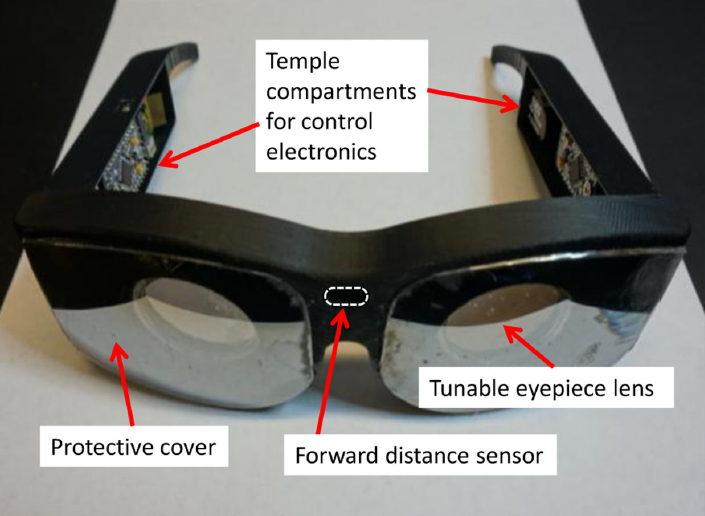 Temple
compartments
for control
electronics
Tunable eyepiece lens
Protective cover
Forward distance sensor